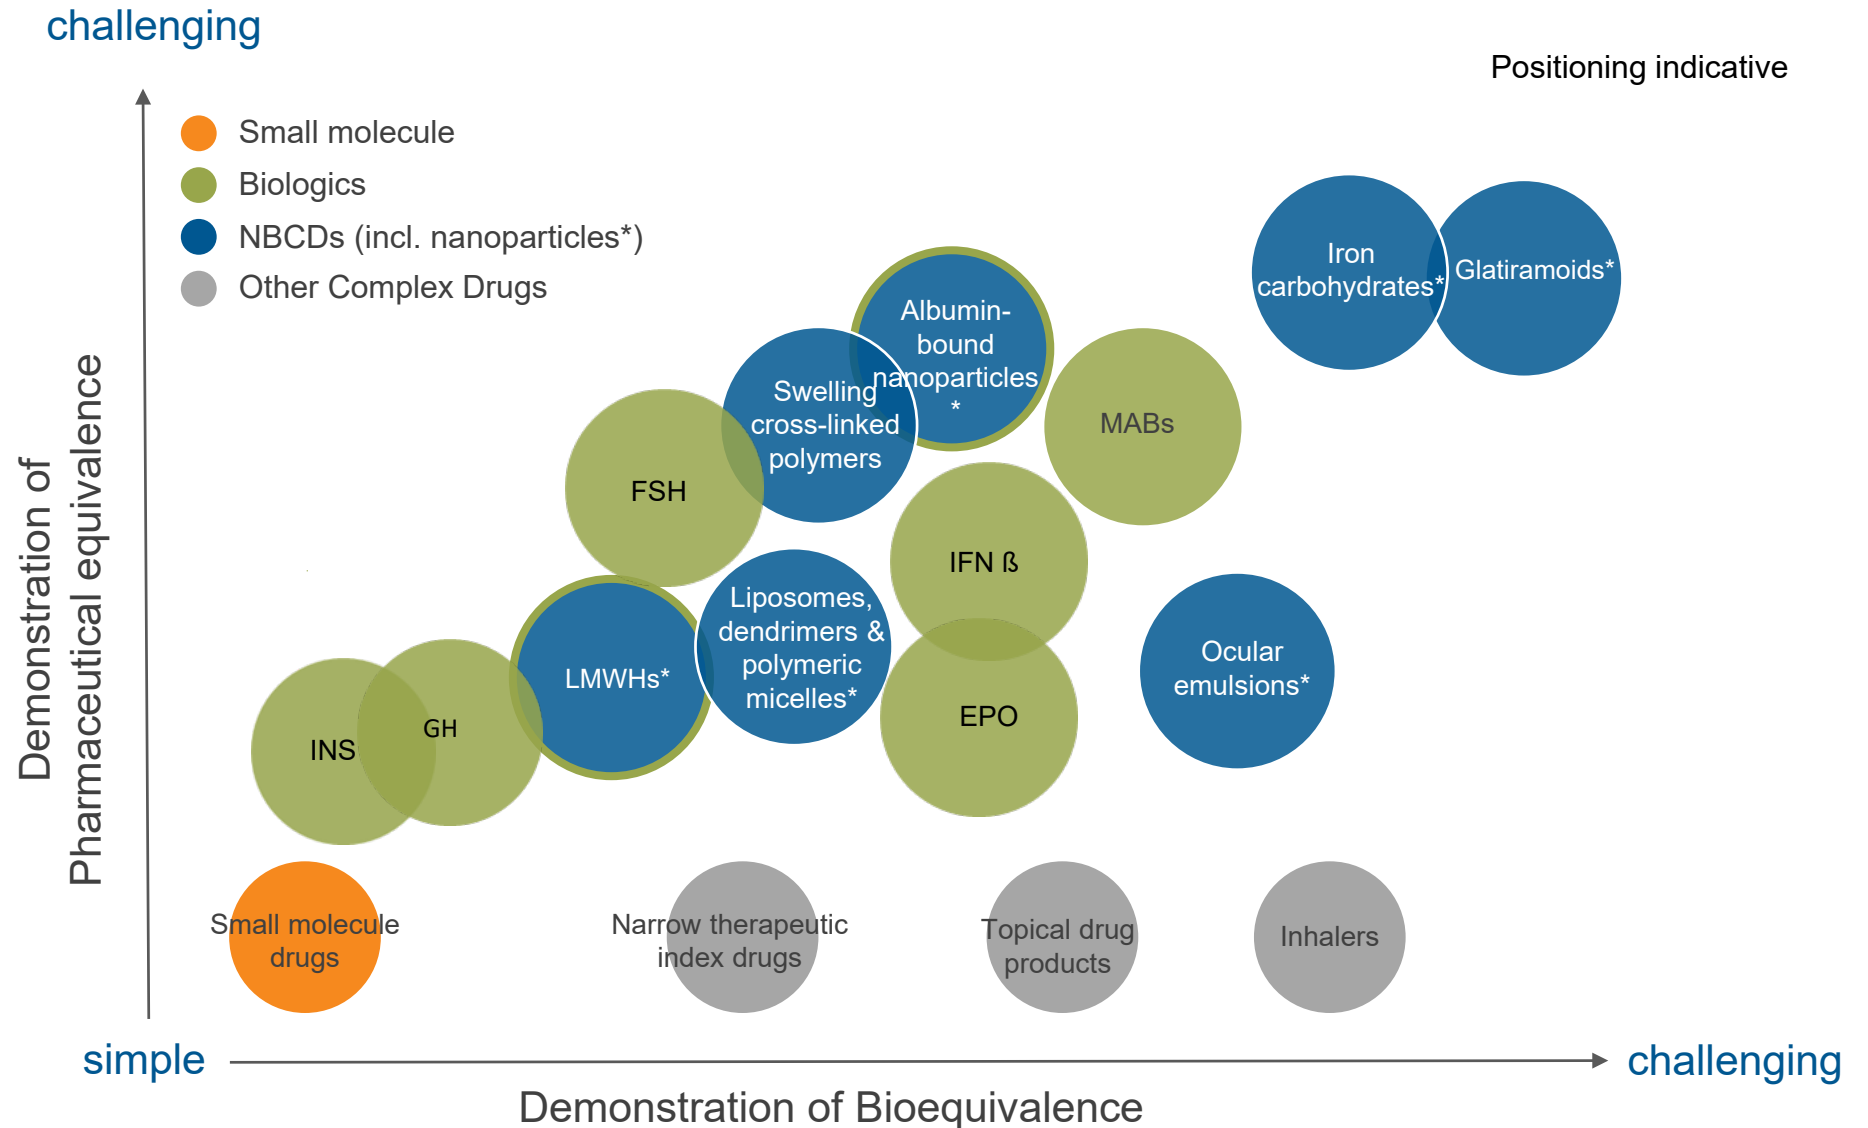 challenging
Positioning indicative
Small molecule
Biologics
NBCDs (incl. nanoparticles*)
Other Complex Drugs
Demonstration of
Pharmaceutical equivalence
Iron
carbohydrates*
Glatiramoids*
Albumin-
bound
nanoparticles
*
Swelling
cross-linked
polymers
MABs
FSH
IFN ß
Liposomes,
dendrimers &
polymeric
micelles*
LMWHs*
Ocular
emulsions*
EPO
GH
INS
Small molecule
drugs
Narrow therapeutic
index drugs
Topical drug
products
Inhalers
simple
challenging
Demonstration of Bioequivalence